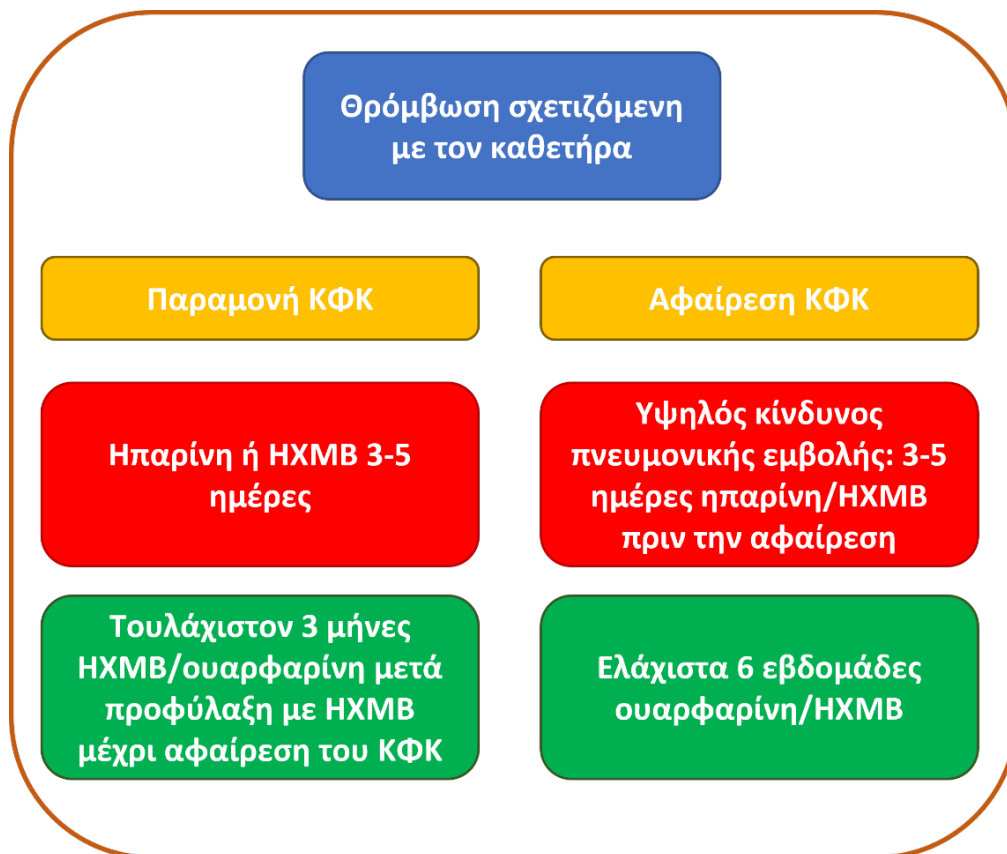 Θρόμβωση σχετιζόμενη
με τον καθετήρα
Παραμονή ΚΦΚ
Αφαίρεση ΚΦΚ
Ηπαρίνη ή ΗΧΜΒ 3-5
ημέρες
Υψηλός κίνδυνος
πνευμονικής εμβολής: 3-5
ημέρες ηπαρίνη/ΗΧΜΒ
πριν την αφαίρεση
Τουλάχιστον 3 μήνες
ΗΧΜΒ/ουαρφαρίνη μετά
προφύλαξη με ΗΧΜΒ
μέχρι αφαίρεση του ΚΦΚ
Ελάχιστα 6 εβδομάδες
ουαρφαρίνη/ΗΧΜΒ